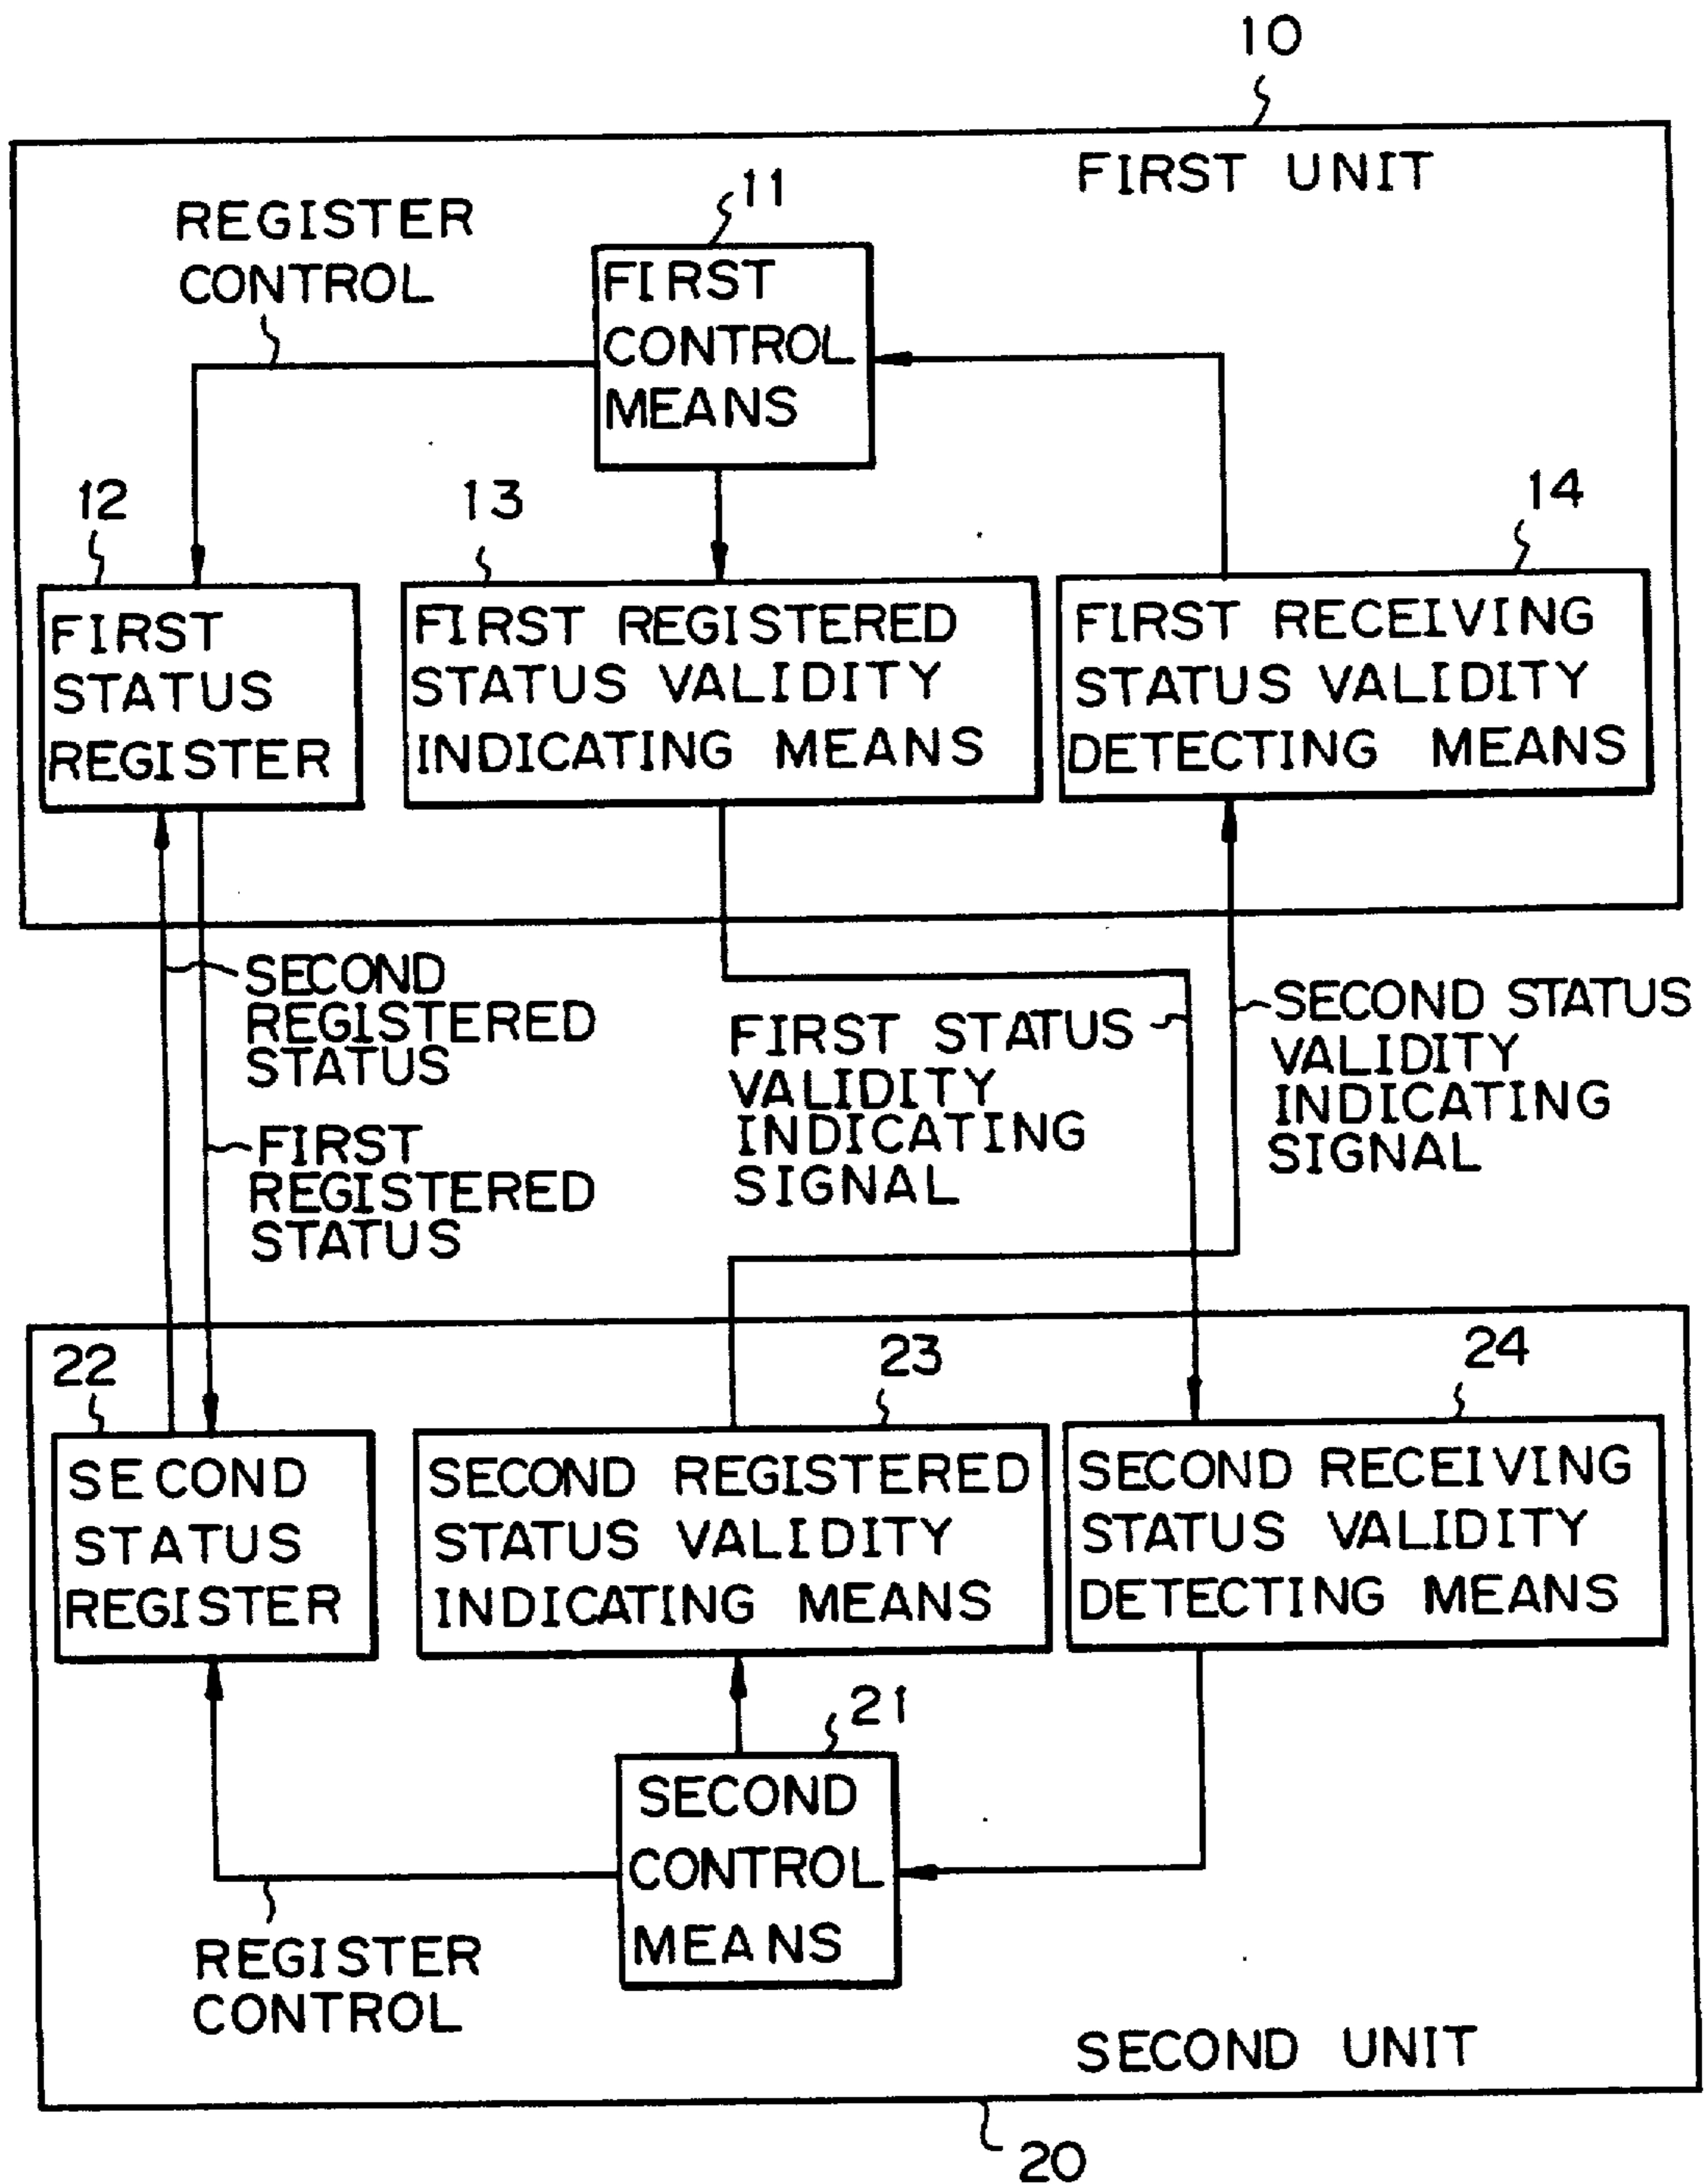 10
FIRST UNIT
11
REGISTER
CONTROL
FIRST
CONTROL
MEANS
12
13
14
FIRST
STATUS
REGISTER
FIRST REGISTERED
STATUS VALIDITY
INDICATING MEANS
FIRST RECEIVING
STATUS VALIDITY
DETECTING MEANS
SECOND
REGISTERED
STATUS
FIRST
REGISTERED
STATUS
FIRST STATUS
VALIDITY
INDICATING
SIGNAL
SECOND STATUS
VALIDITY
INDICATING
SIGNAL
22
23
24
SECOND
STATUS
REGISTER
SECOND REGISTERED
STATUS VALIDITY
INDICATING MEANS
SECOND RECEIVING
STATUS VALIDITY
DETECTING MEANS
21
SECOND
CONTROL
MEANS
REGISTER
CONTROL
SECOND UNIT
20